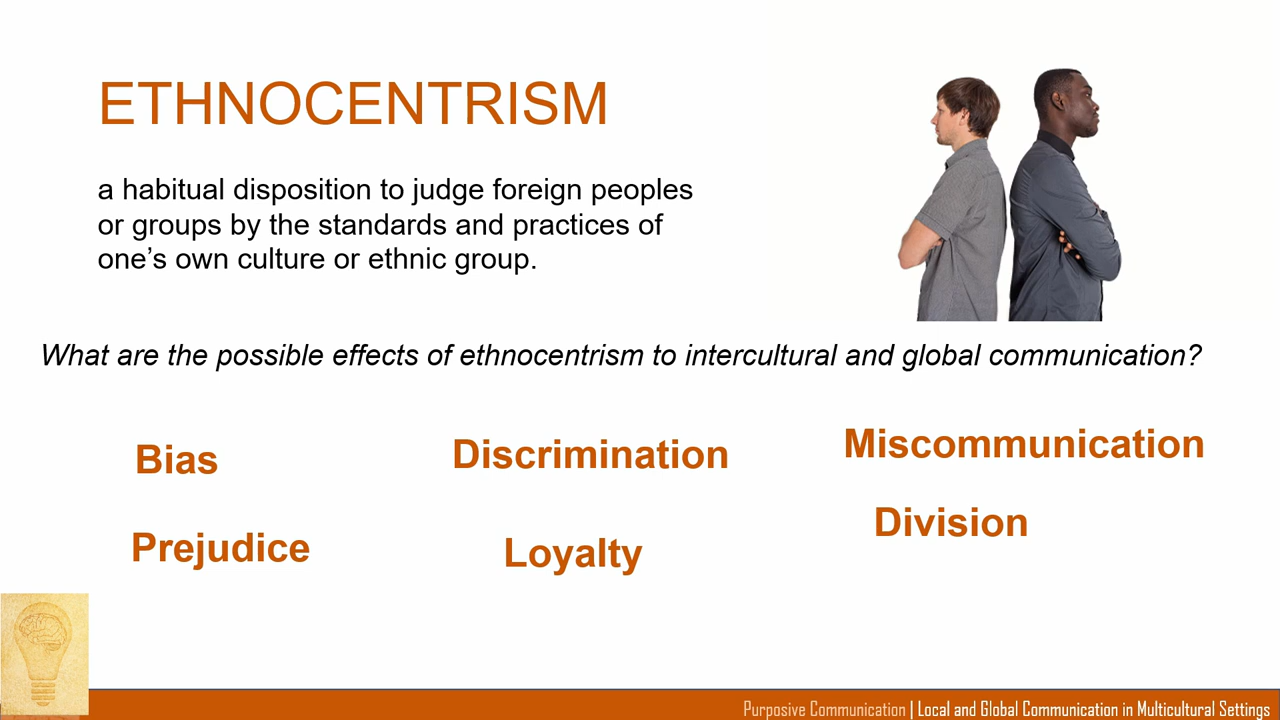 ETHNOCENTRISM
a habitual disposition to judge foreign peoples
or groups by the standards and practices of
one’s own culture or ethnic group.
What are the possible effects of ethnocentrism to intercultural and global communication?
Bias
Discrimination
Miscommunication
Prejudice
Loyalty
Division
Purposive Communication | Local and Global Communication in Multicultural Settings